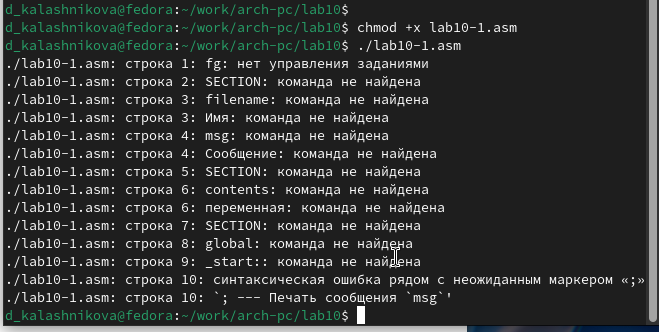 d_kalashnikova@fedora:~/work/arch-pc/lab10$
d_kalashnikova@fedora:~/work/arch-pc/lab10$ chmod +x lab10-1.asm
d_kalashnikova@fedora:~/work/arch-pc/lab10$ ./lab10-1.asm
./lab10-1.asm: строка 1: fg: нет управления заданиями
./lab10-1.asm: строка 2: SECTION: команда не найдена
./lab10-1.asm: строка 3: filename: команда не найдена
./lab10-1.asm: строка 3: Имя: команда не найдена
./lab10-1.asm: строка 4: msg: команда не найдена
./lab10-1.asm: строка 4: Сообщение: команда не найдена
./lab10-1.asm: строка 5: SECTION: команда не найдена
./lab10-1.asm: строка 6: contents: команда не найдена
./lab10-1.asm: строка 6: переменная: команда не найдена
./lab10-1.asm: строка 7: SECTION: команда не найдена
./lab10-1.asm: строка 8: global: команда не найдена
./lab10-1.asm: строка 9: _start:: команда не найдена
./lab10-1.asm: строка 10: синтаксическая ошибка рядом с неожиданным маркером «;»
./lab10-1.asm: строка 10: `; --- Печать сообщения `msg`'
d_kalashnikova@fedora:~/work/arch-pc/lab10$